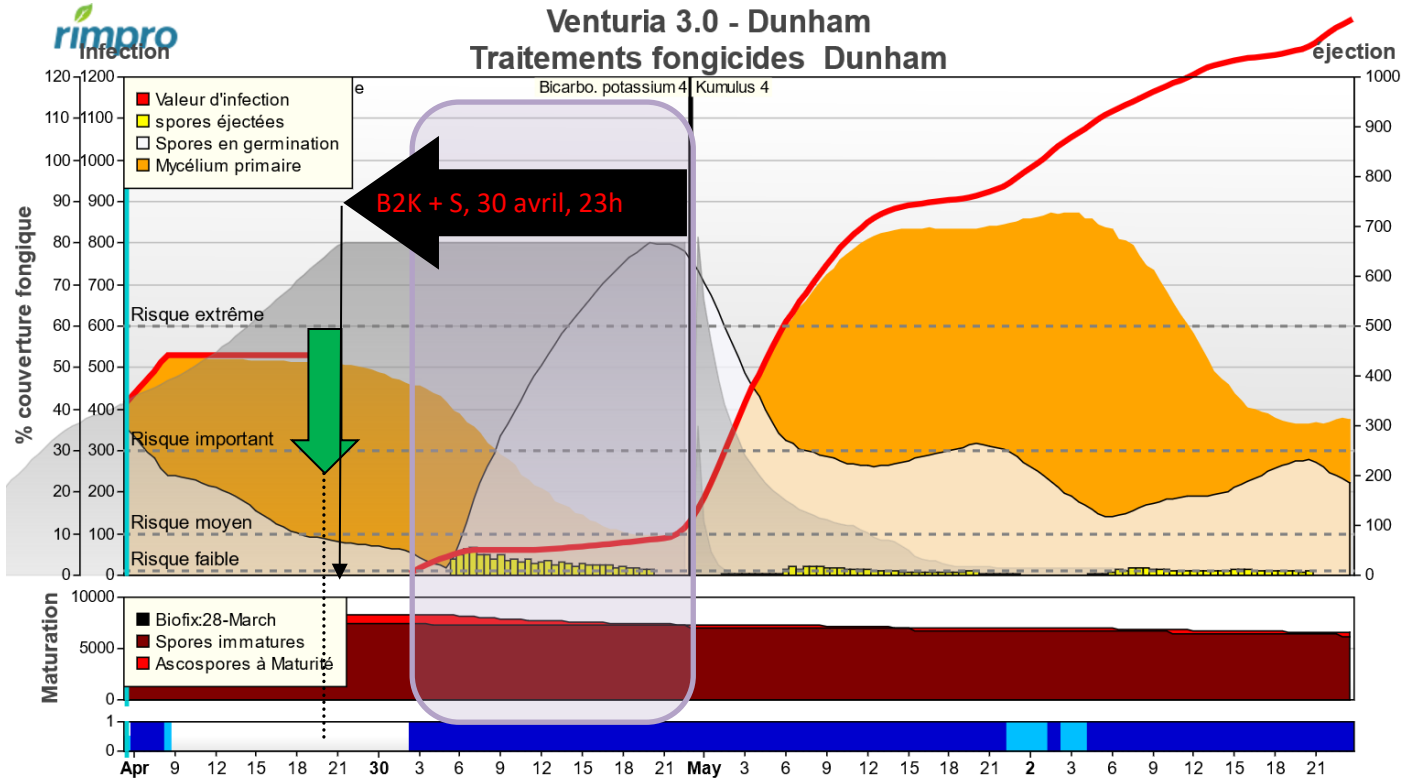 rimpro
Venturia 3.0 - Dunham
Traitements fongicides Dunham
Infection
ejection
% couverture fongique
120 1200
110 1100
100 1000
90 900
80 800
70 700
60 600
50 500
40 400
30 300
20 200
10 100
0 0
Valeur d'infection
spores éjectées
Spores en germination
Mycélium primaire
e
Bicarbo. potassium 4
Kumulus 4
B2K + S, 30 avril, 23h
Risque extrême
Risque important
Risque moyen
Risque faible
1000
900
800
700
600
500
400
300
200
100
0
Maturation
10000
5000
0
Biofix:28-March
Spores immatures
Ascospores à Maturité
1
0
Apr 9 12 15 18 21 30 3 6 9 12 15 18 21 May 3 6 9 12 15 18 21 2 3 6 9 12 15 18 21